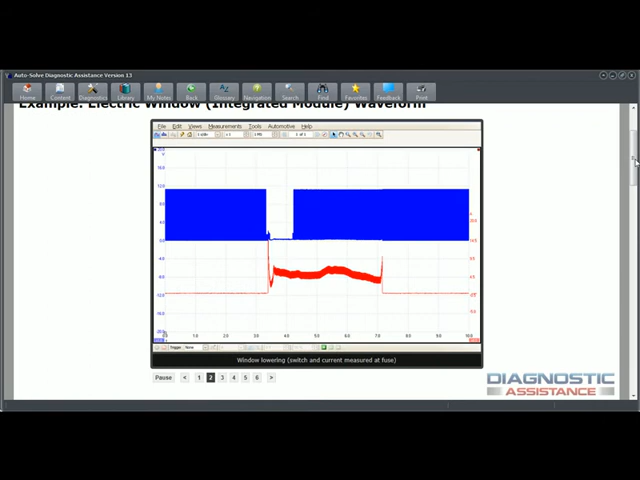 Auto-Solve Diagnostic Assistance Version 13
Home Content Diagnostics Library My Notes Back Glossary Navigation Search Find Favorites Feedback Print
Example: Electric Window (Integrated Module) Waveform
File Edit Views Measurements Tools Automotive Help
1 of 1
20.0
V
12.0
8.0
4.0
0.0
-4.0
-8.0
-12.0
-16.0
-20.0
1.0 2.0 3.0 4.0 5.0 6.0 7.0 8.0 9.0 10.0
Trigger None
Window lowering (switch and current measured at fuse)
Pause < 1 2 3 4 5 6 >
DIAGNOSTIC
ASSISTANCE